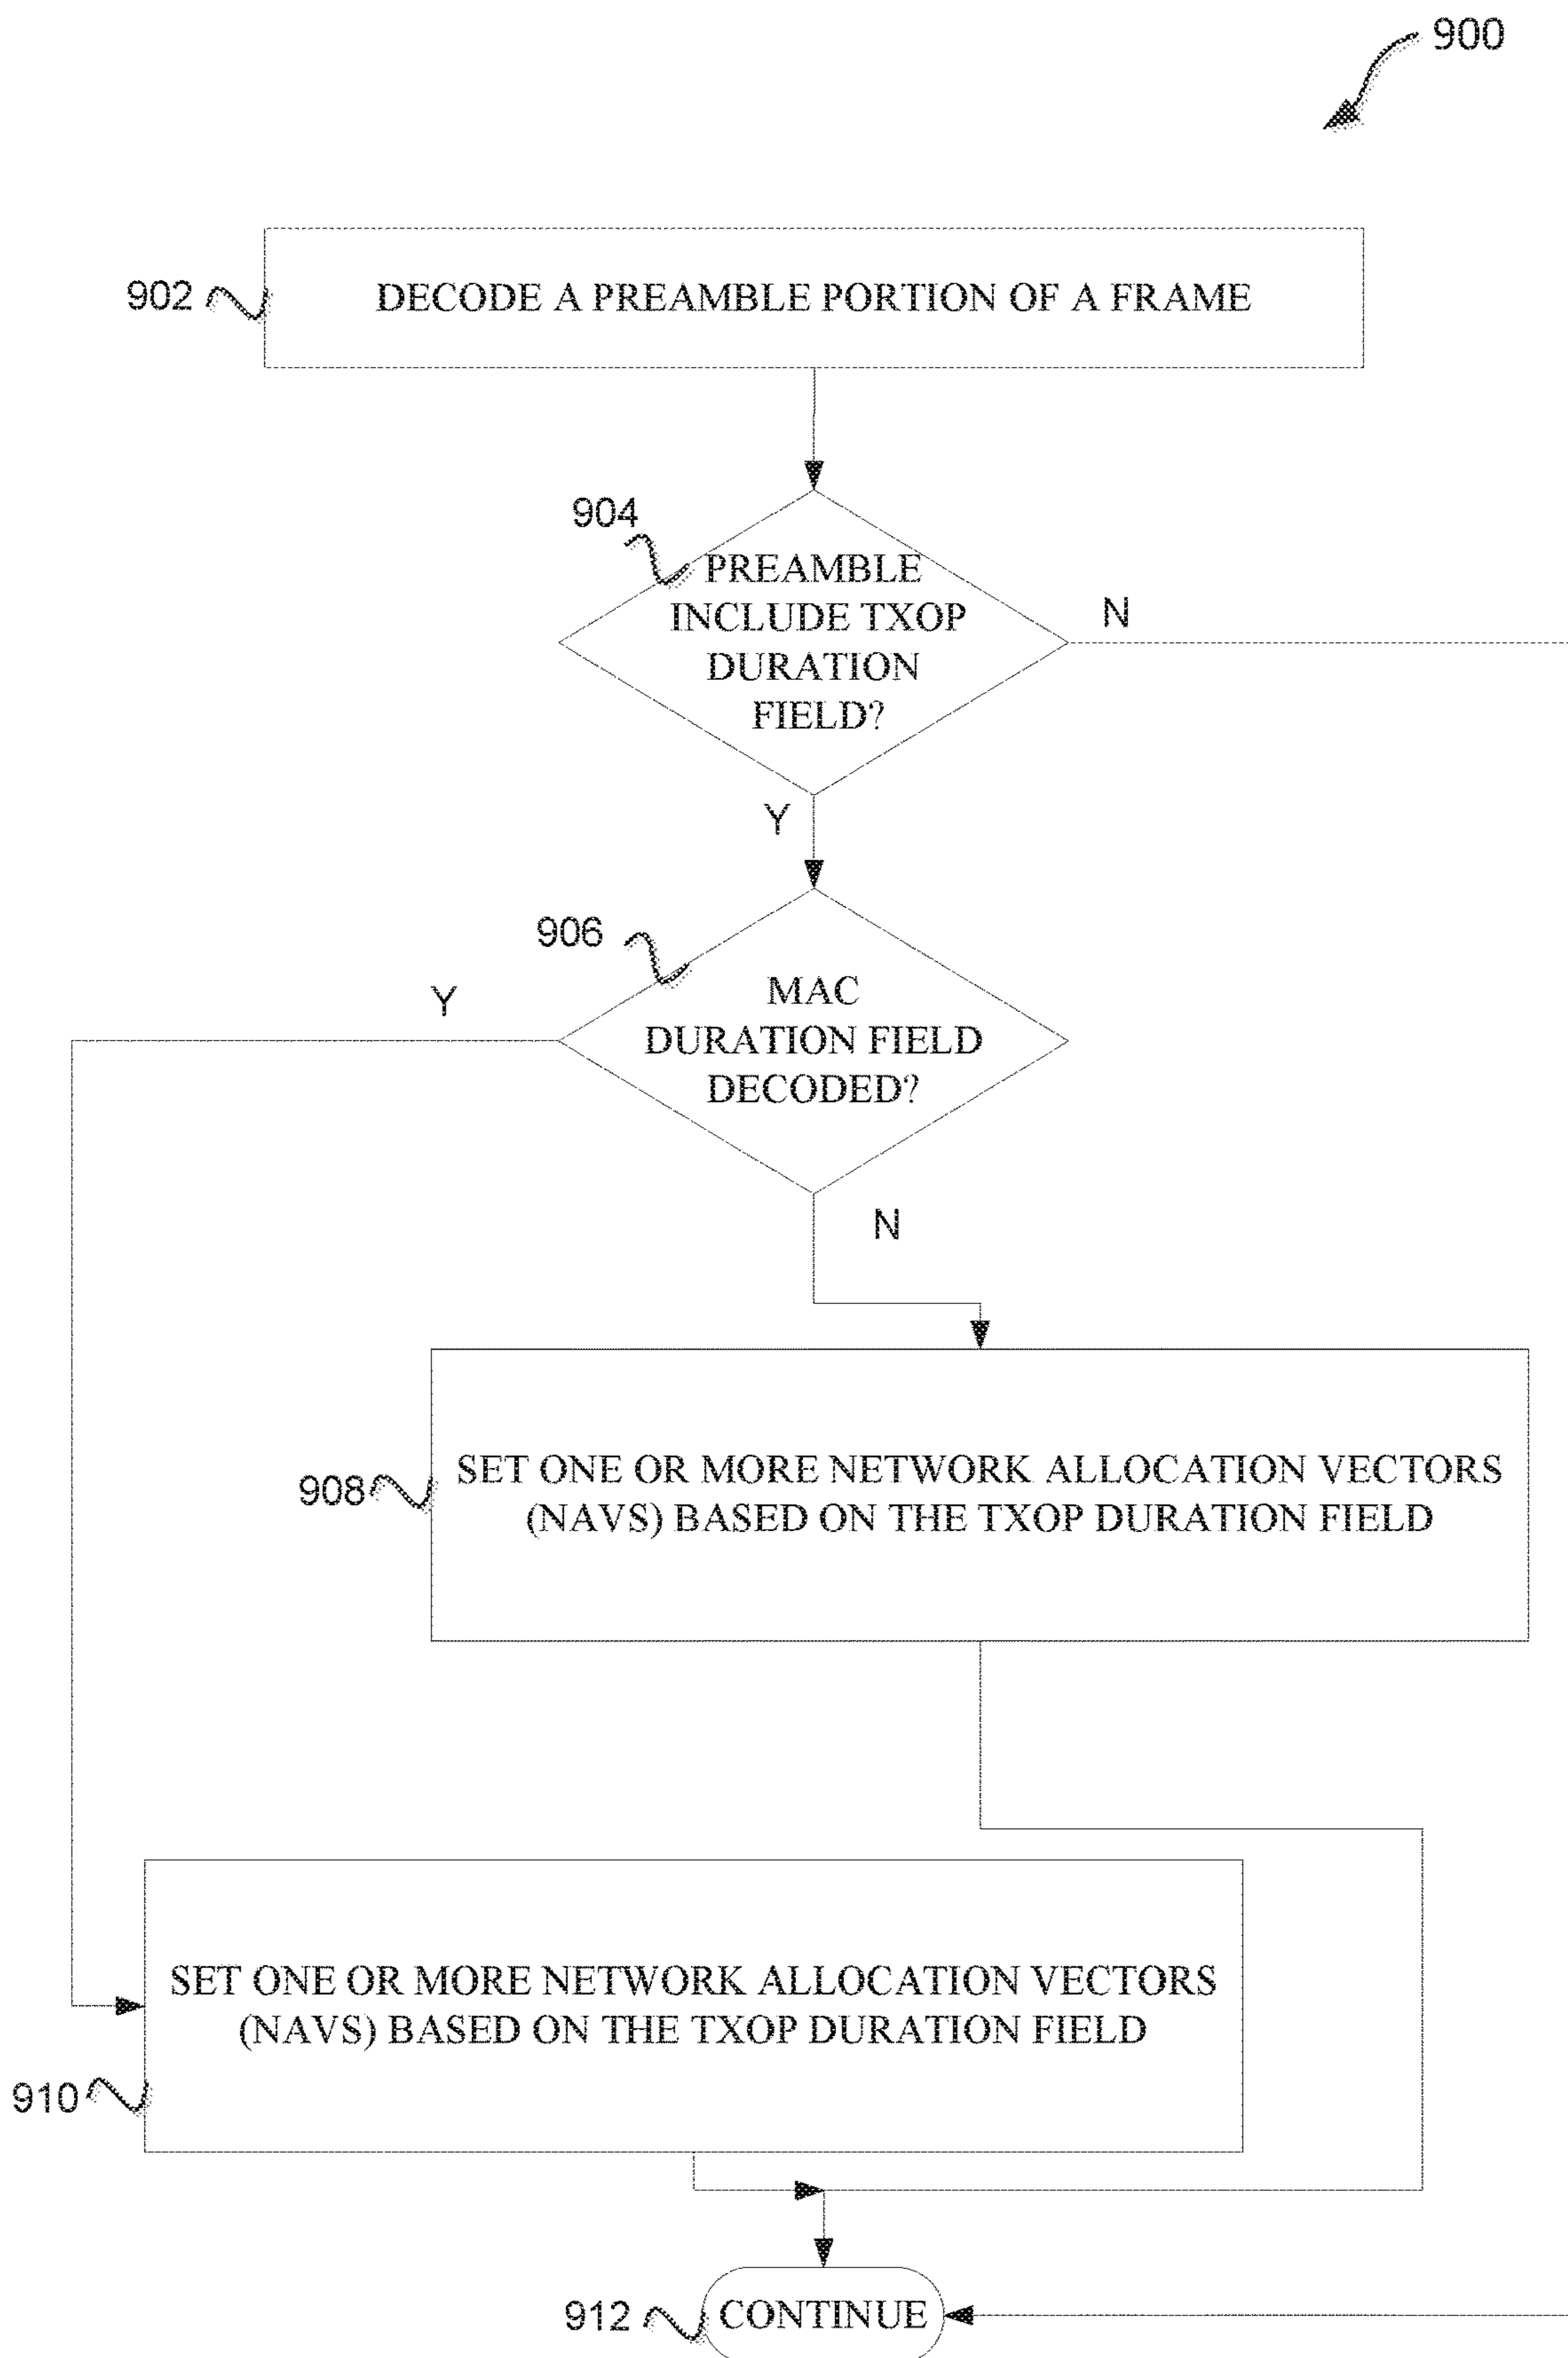 900
902
DECODE A PREAMBLE PORTION OF A FRAME
904
PREAMBLE
INCLUDE TXOP
DURATION
FIELD?
N
Y
906
MAC
DURATION FIELD
DECODED?
Y
N
908
SET ONE OR MORE NETWORK ALLOCATION VECTORS
(NAVS) BASED ON THE TXOP DURATION FIELD
SET ONE OR MORE NETWORK ALLOCATION VECTORS
(NAVS) BASED ON THE TXOP DURATION FIELD
910
912
CONTINUE